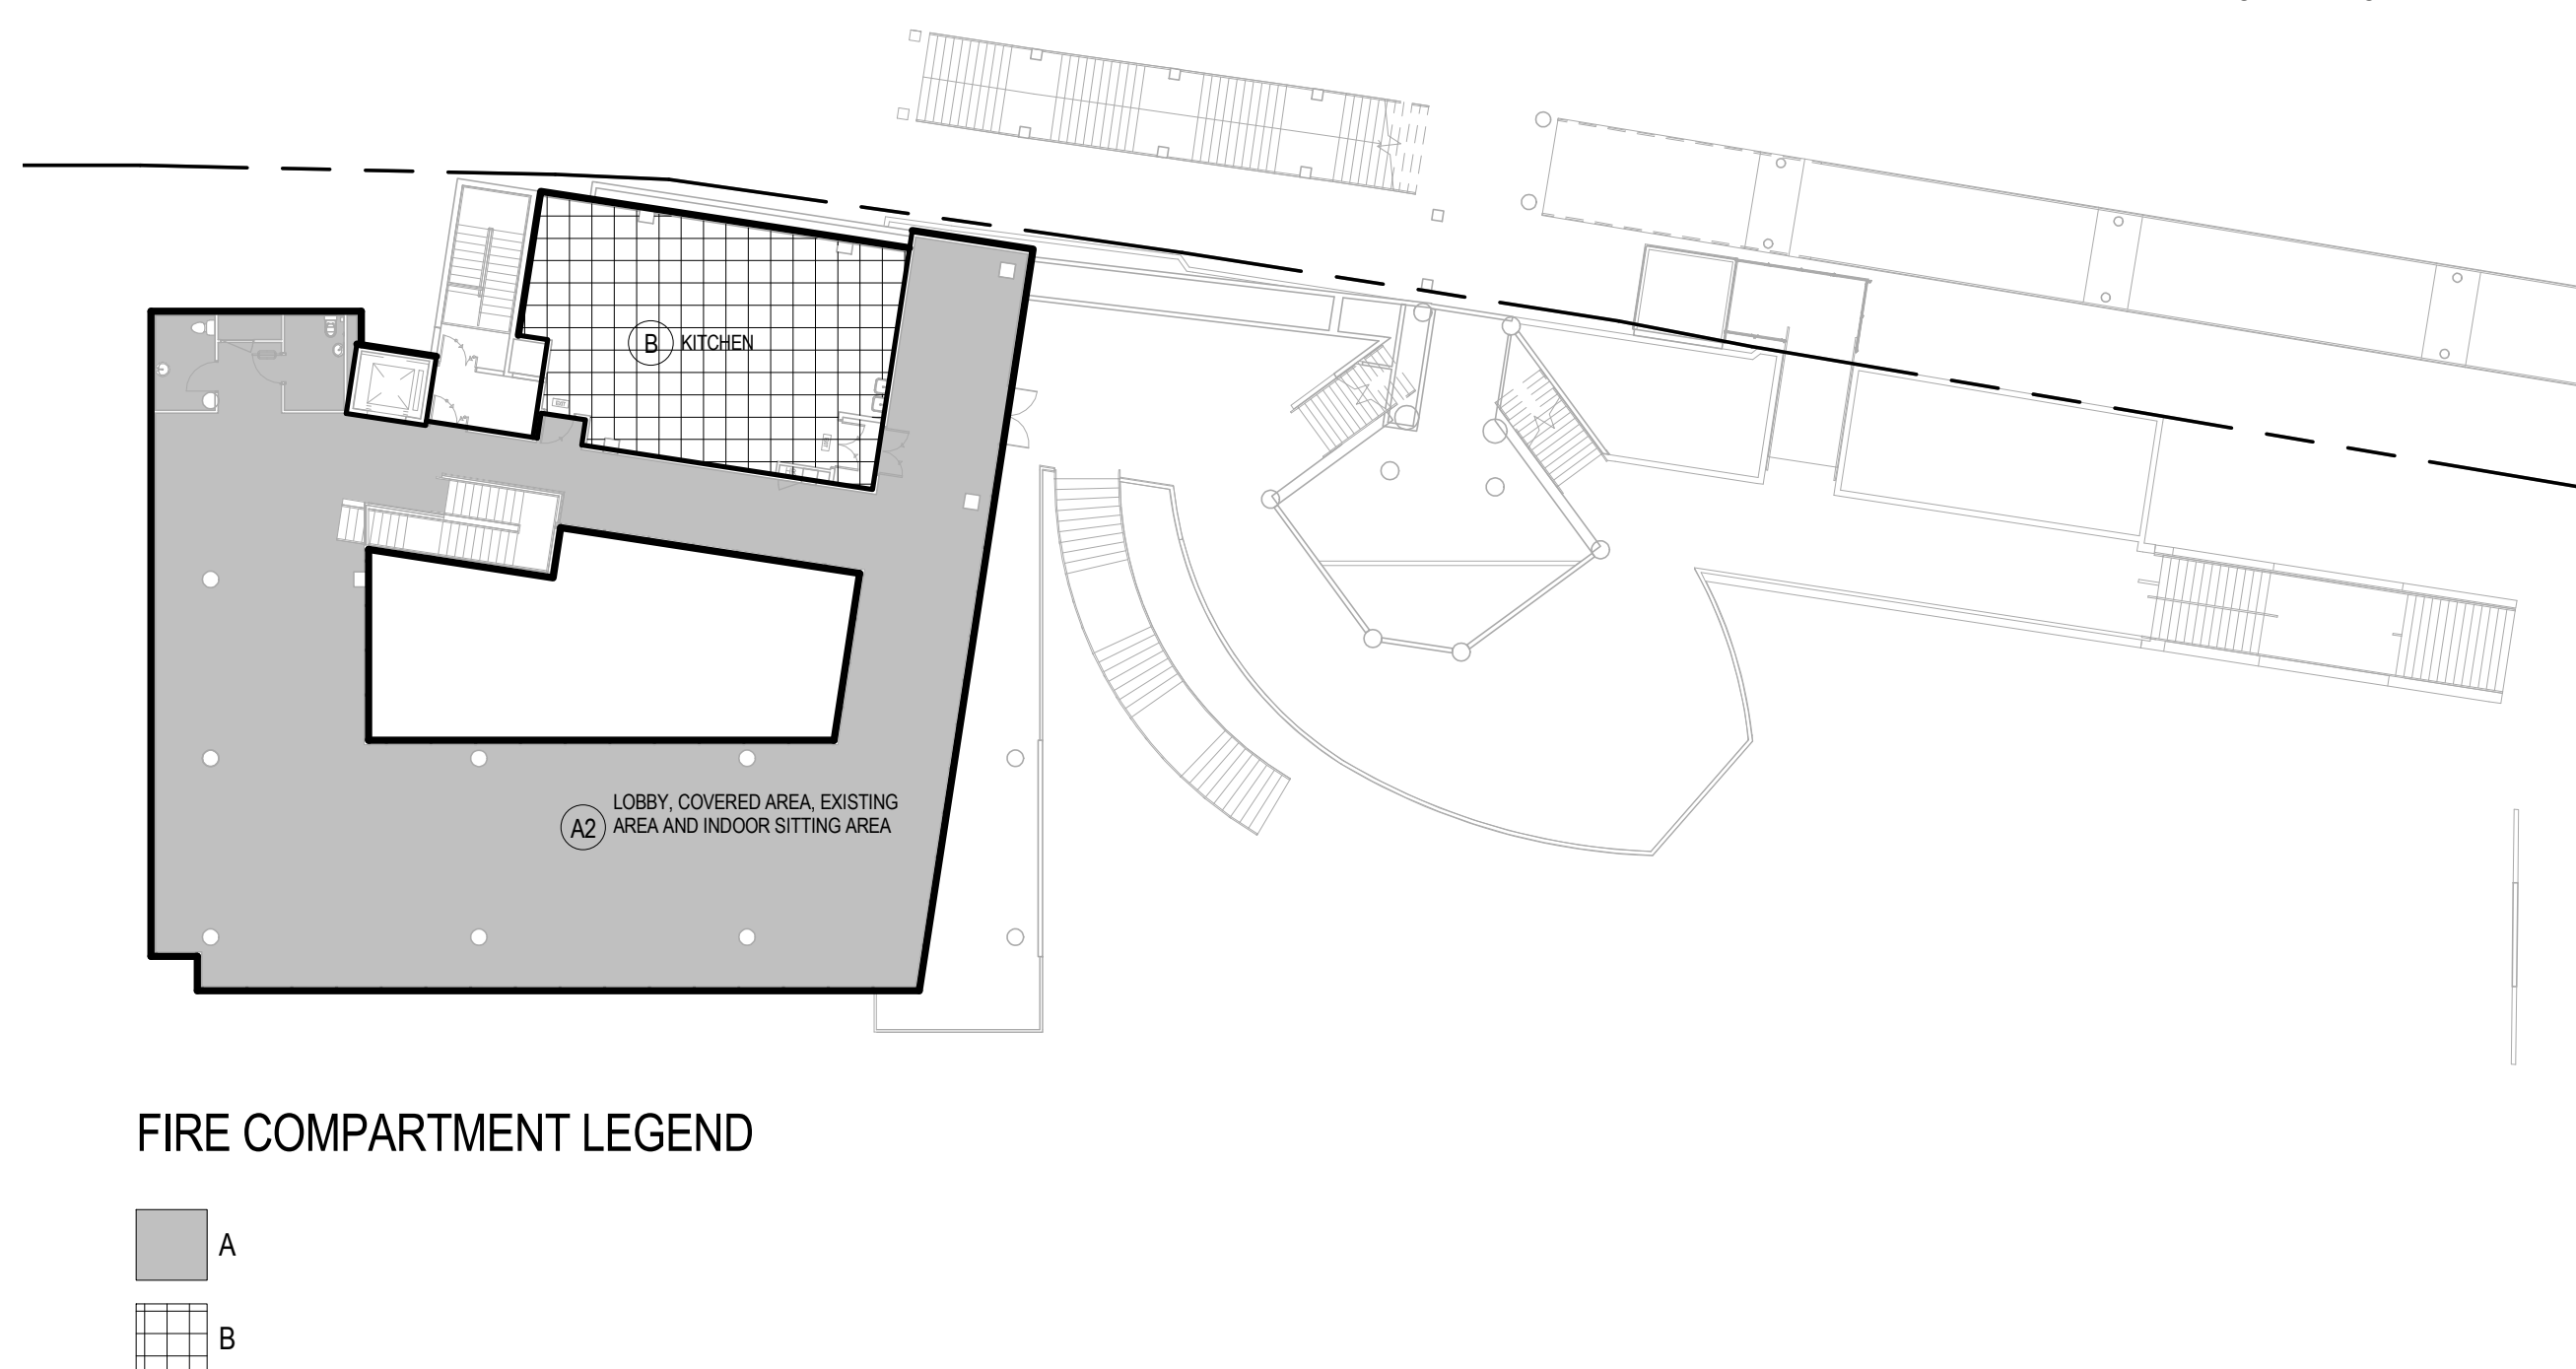 B
KITCHEN
A2
LOBBY, COVERED AREA, EXISTING
AREA AND INDOOR SITTING AREA
FIRE COMPARTMENT LEGEND
A
B